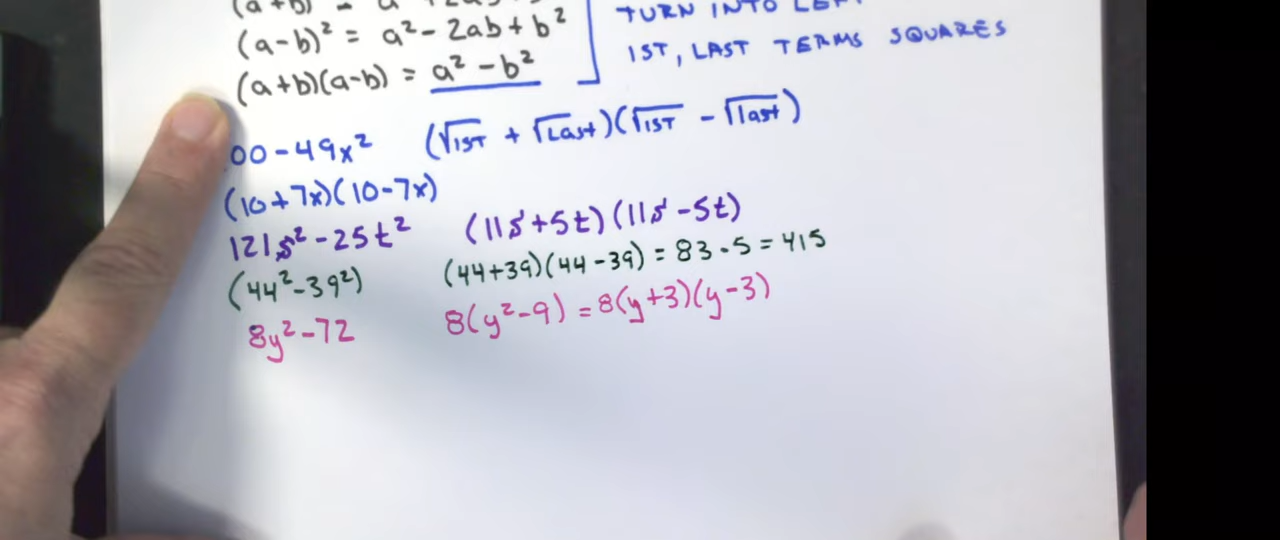 (a-b)² = a² - 2ab + b²
(a+b)(a-b) = a² - b²
TURN INTO
1ST, LAST TERMS SQUARES
00 - 49x² (√1ST + √Last)(√1ST - √last)
(10+7x)(10-7x)
121s² - 25t² (11s+5t)(11s-5t)
(44² - 39²) (44+39)(44-39) = 83·5 = 415
8y² - 72 8(y²-9) = 8(y+3)(y-3)